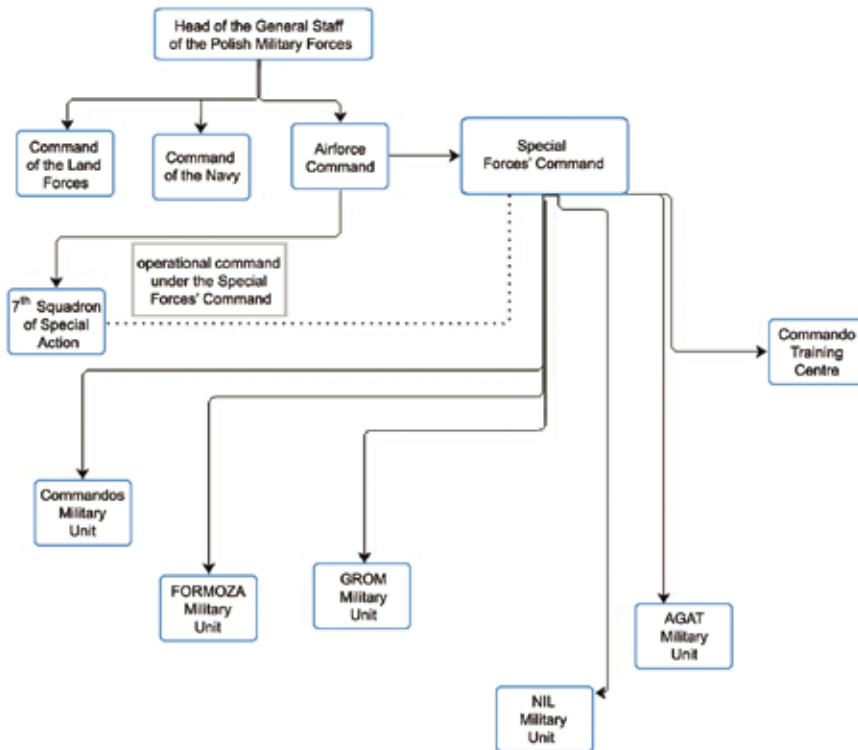 Head of the General Staff
of the Polish Military Forces
Command
of the Land
Forces
Command
of the Navy
Airforce
Command
Special
Forces' Command
operational command
under the Special
Forces' Command
7th Squadron
of Special
Action
Commando
Training
Centre
Commandos
Military
Unit
FORMOZA
Military
Unit
GROM
Military
Unit
AGAT
Military
Unit
NIL
Military
Unit